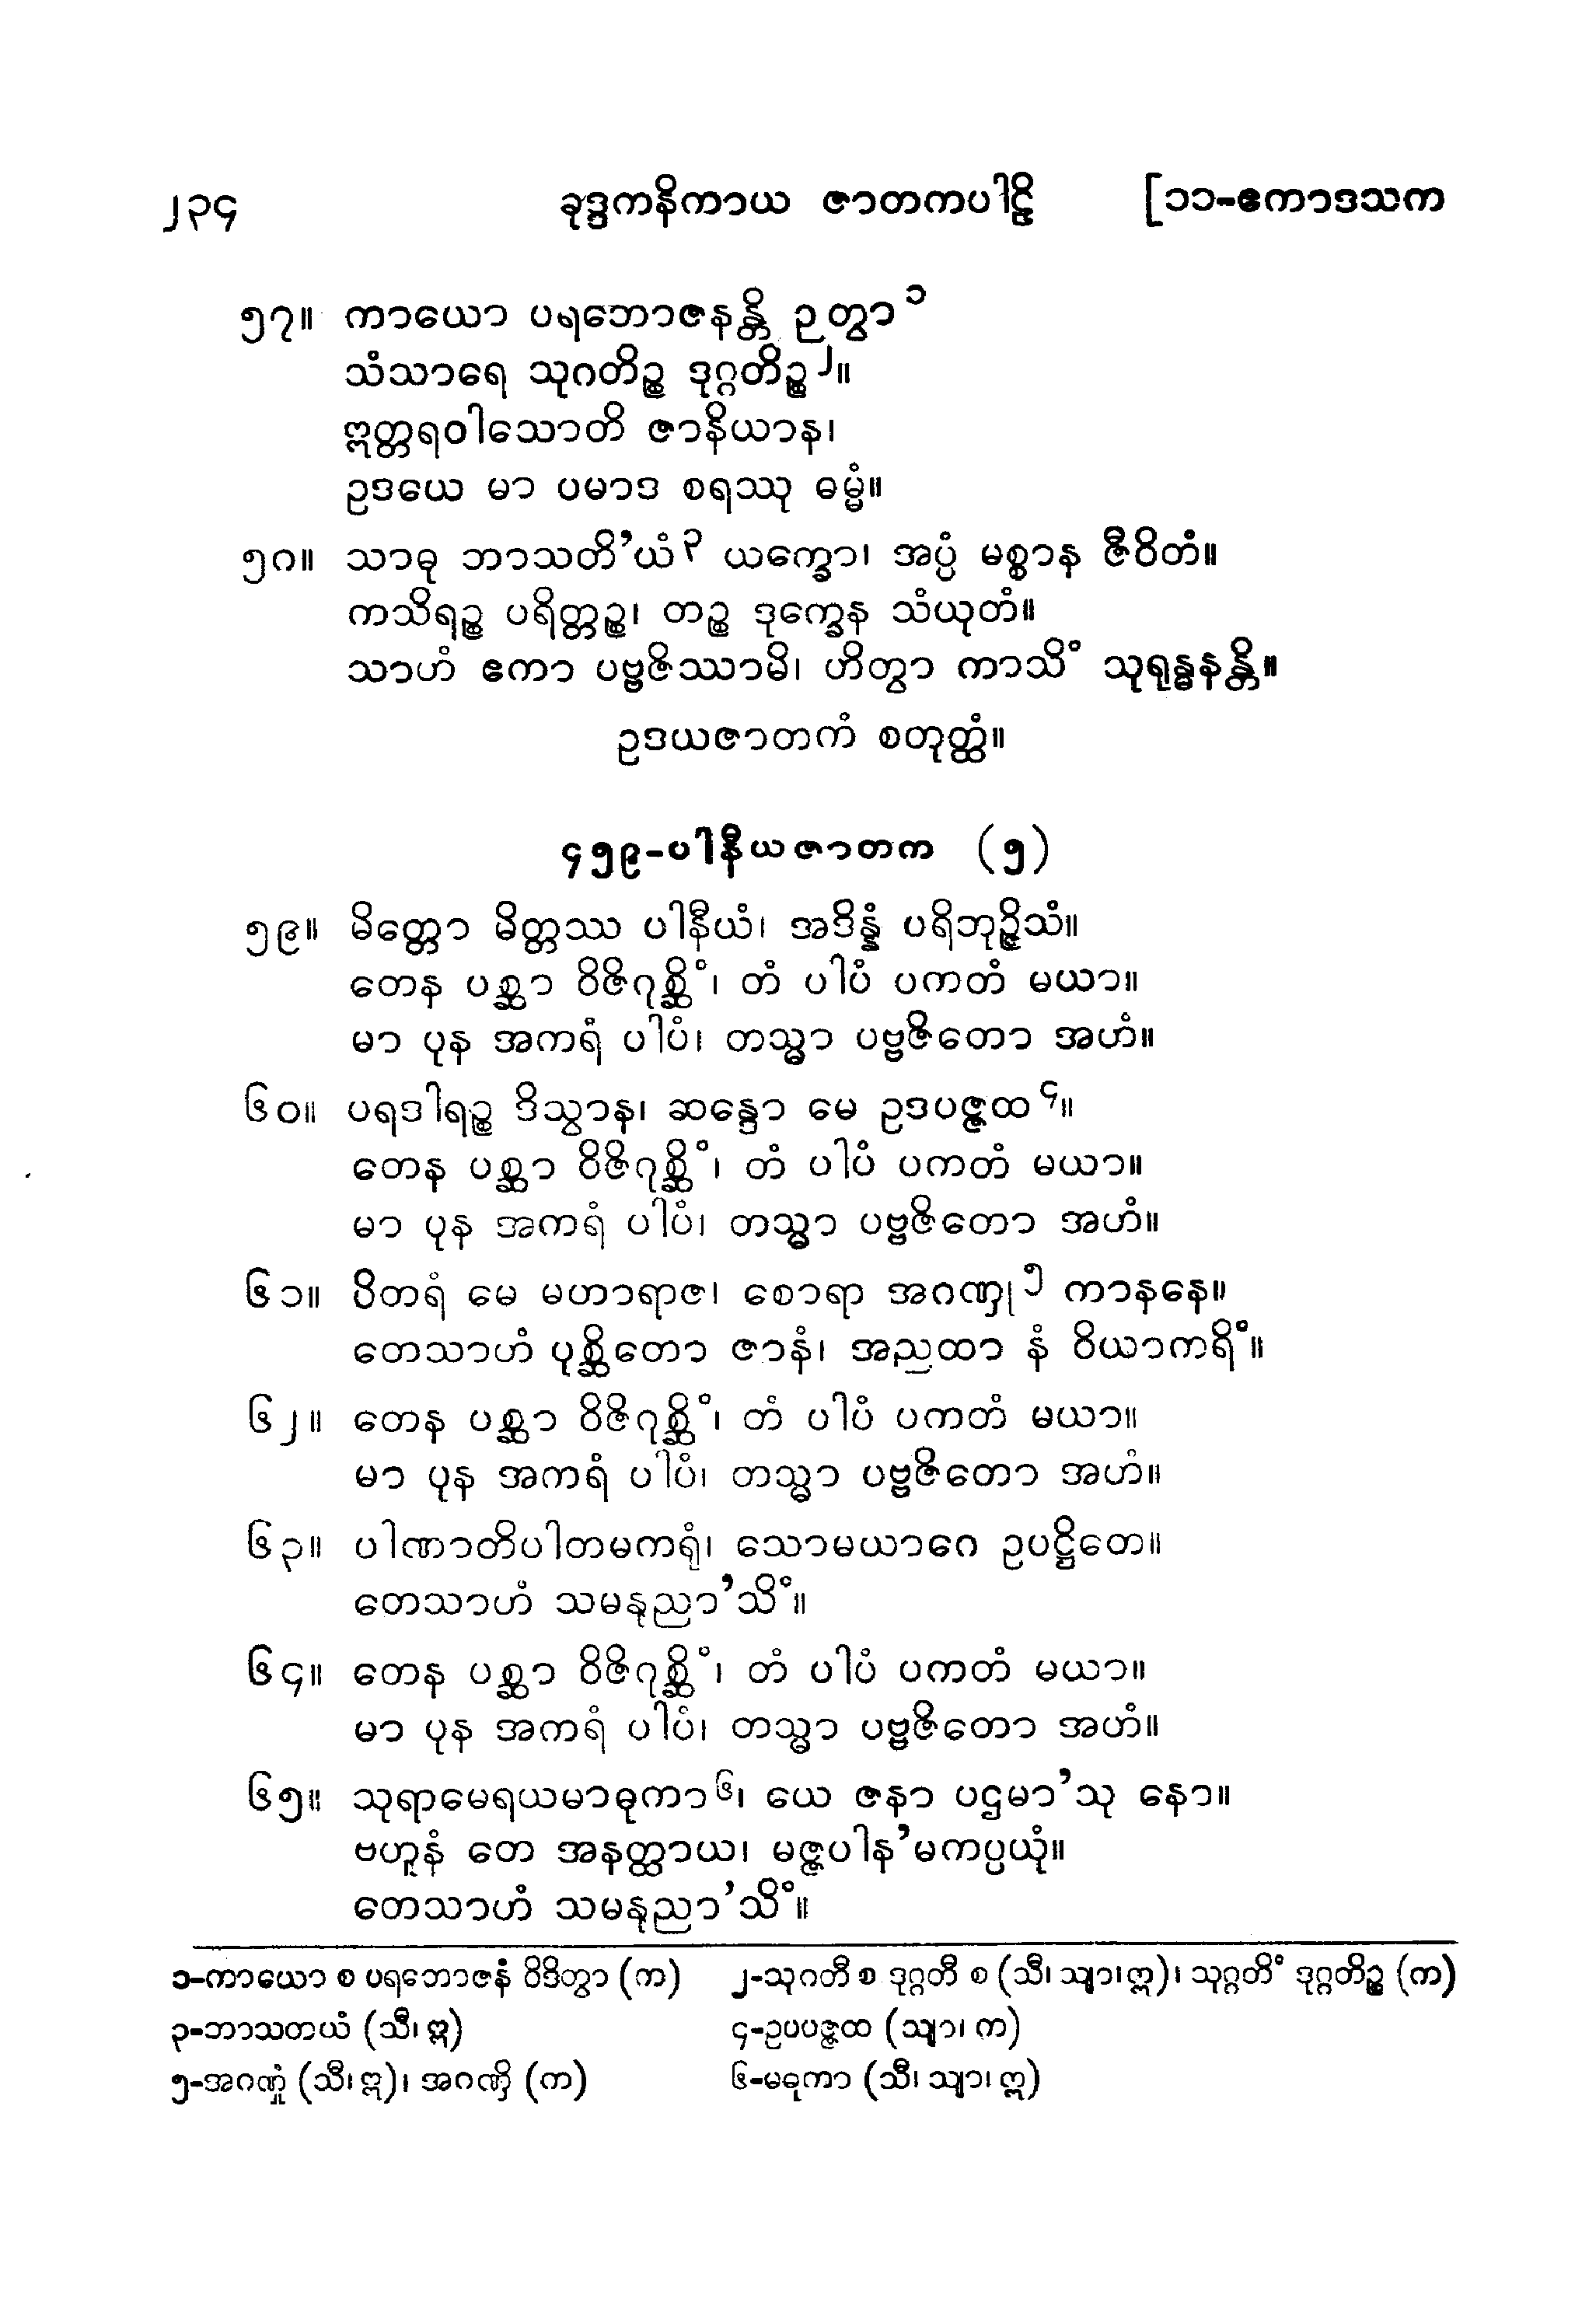 ၂၃၄ ခုဒ္ဒကနိကာယ ဇာတကပါဠိ [၁၁-ဧကာဒသက
၅၇။ ကာယော ပရဘောဇနန္တိ ဉတွာ ၁
သံသာရေ သုဂတိဉ္စ ဒုဂ္ဂတိဉ္စ ၂။
ဣတ္တရဝါသောတိ ဇာနိယာန၊
ဥဒယေ မာ ပမာဒ စရဿု ဓမ္မံ။
၅၈။ သာဓု ဘာသတိ’ယံ ၃ ယက္ခော၊ အပ္ပံ မစ္စာန ဇီဝိတံ။
ကသိရဉ္စ ပရိတ္တဉ္စ၊ တဉ္စ ဒုက္ခေန သံယုတံ။
သာဟံ ဧကာ ပဗ္ဗဇိဿာမိ၊ ဟိတွာ ကာသိံ သုရုန္ဓနန္တိ။
ဥဒယဇာတကံ စတုတ္ထံ။
၄၅၉-ပါနီယဇာတက (၅)
၅၉။ မိတ္တော မိတ္တဿ ပါနီယံ၊ အဒိန္နံ ပရိဘုဉ္ဇိသံ။
တေန ပစ္ဆာ ဝိဇိဂုစ္ဆိံ၊ တံ ပါပံ ပကတံ မယာ။
မာ ပုန အကရံ ပါပံ၊ တသ္မာ ပဗ္ဗဇိတော အဟံ။
၆၀။ ပရဒါရဉ္စ ဒိသွာန၊ ဆန္ဒော မေ ဥဒပဇ္ဇထ ၄။
တေန ပစ္ဆာ ဝိဇိဂုစ္ဆိံ၊ တံ ပါပံ ပကတံ မယာ။
မာ ပုန အကရံ ပါပံ၊ တသ္မာ ပဗ္ဗဇိတော အဟံ။
၆၁။ ပိတရံ မေ မဟာရာဇ၊ စောရာ အဂဏှု ၅ ကာနနေ။
တေသာဟံ ပုစ္ဆိတော ဇာနံ၊ အညထာ နံ ဝိယာကရိံ။
၆၂။ တေန ပစ္ဆာ ဝိဇိဂုစ္ဆိံ၊ တံ ပါပံ ပကတံ မယာ။
မာ ပုန အကရံ ပါပံ၊ တသ္မာ ပဗ္ဗဇိတော အဟံ။
၆၃။ ပါဏာတိပါတမကရုံ၊ သောမယာဂေ ဥပဋ္ဌိတေ။
တေသာဟံ သမနုညာ’သိံ။
၆၄။ တေန ပစ္ဆာ ဝိဇိဂုစ္ဆိံ၊ တံ ပါပံ ပကတံ မယာ။
မာ ပုန အကရံ ပါပံ၊ တသ္မာ ပဗ္ဗဇိတော အဟံ။
၆၅။ သုရာမေရယမာဓုကာ ၆၊ ယေ ဇနာ ပဌမာ’သု နော။
ဗဟူနံ တေ အနတ္ထာယ၊ မဇ္ဇပါန’မကပ္ပယုံ။
တေသာဟံ သမနုညာ’သိံ။
၁-ကာယော စ ပရဘောဇနံ ဝိဒိတွာ (က) ၂-သုဂတီ စ ဒုဂ္ဂတီ စ (သီ၊ သျာ၊ ဣ)၊ သုဂ္ဂတိံ ဒုဂ္ဂတိဉ္စ (က)
၃-ဘာသတယံ (သီ၊ ဣ) ၄-ဥပပဇ္ဇထ (သျာ၊ က)
၅-အဂဏှုံ (သီ၊ ဣ)၊ အဂဏှိ (က) ၆-မဓုကာ (သီ၊ သျာ၊ ဣ)